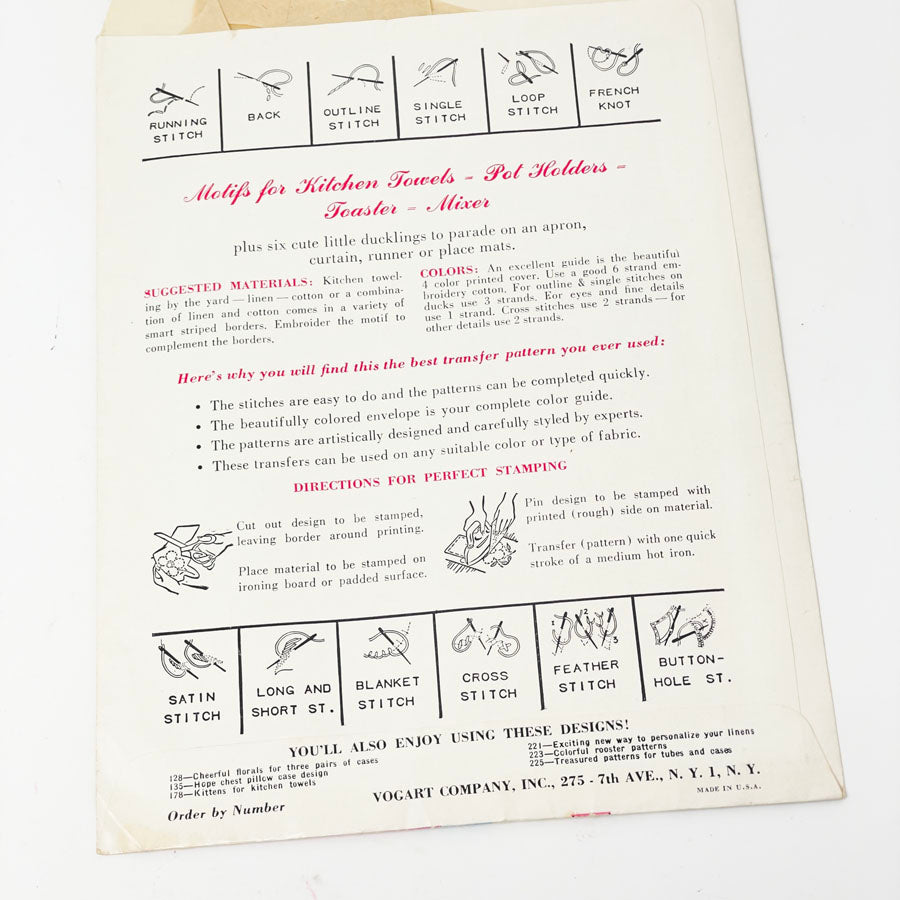 RUNNING
STITCH
BACK
OUTLINE
STITCH
SINGLE
STITCH
LOOP
STITCH
FRENCH
KNOT
Motifs for Kitchen Towels - Pot Holders -
Toaster - Mixer
plus six cute little ducklings to parade on an apron,
curtain, runner or place mats.
SUGGESTED MATERIALS: Kitchen towel-
ing by the yard — linen — cotton or a combina-
tion of linen and cotton comes in a variety of
smart striped borders. Embroider the motif to
complement the borders.
COLORS: An excellent guide is the beautiful
4 color printed cover. Use a good 6 strand em-
broidery cotton. For outline & single stitches on
ducks use 3 strands. For eyes and fine details
use 1 strand. Cross stitches use 2 strands — for
other details use 2 strands.
Here's why you will find this the best transfer pattern you ever used:
• The stitches are easy to do and the patterns can be completed quickly.
• The beautifully colored envelope is your complete color guide.
• The patterns are artistically designed and carefully styled by experts.
• These transfers can be used on any suitable color or type of fabric.
DIRECTIONS FOR PERFECT STAMPING
Cut out design to be stamped,
leaving border around printing.
Place material to be stamped on
ironing board or padded surface.
Pin design to be stamped with
printed (rough) side on material.
Transfer (pattern) with one quick
stroke of a medium hot iron.
1 2 3
SATIN
STITCH
LONG AND
SHORT ST.
BLANKET
STITCH
CROSS
STITCH
FEATHER
STITCH
BUTTON-
HOLE ST.
YOU'LL ALSO ENJOY USING THESE DESIGNS!
128—Cheerful florals for three pairs of cases
135—Hope chest pillow case design
178—Kittens for kitchen towels
221—Exciting new way to personalize your linens
223—Colorful rooster patterns
225—Treasured patterns for tubes and cases
Order by Number
VOGART COMPANY, INC., 275 - 7th AVE., N. Y. 1, N. Y.
MADE IN U.S.A.